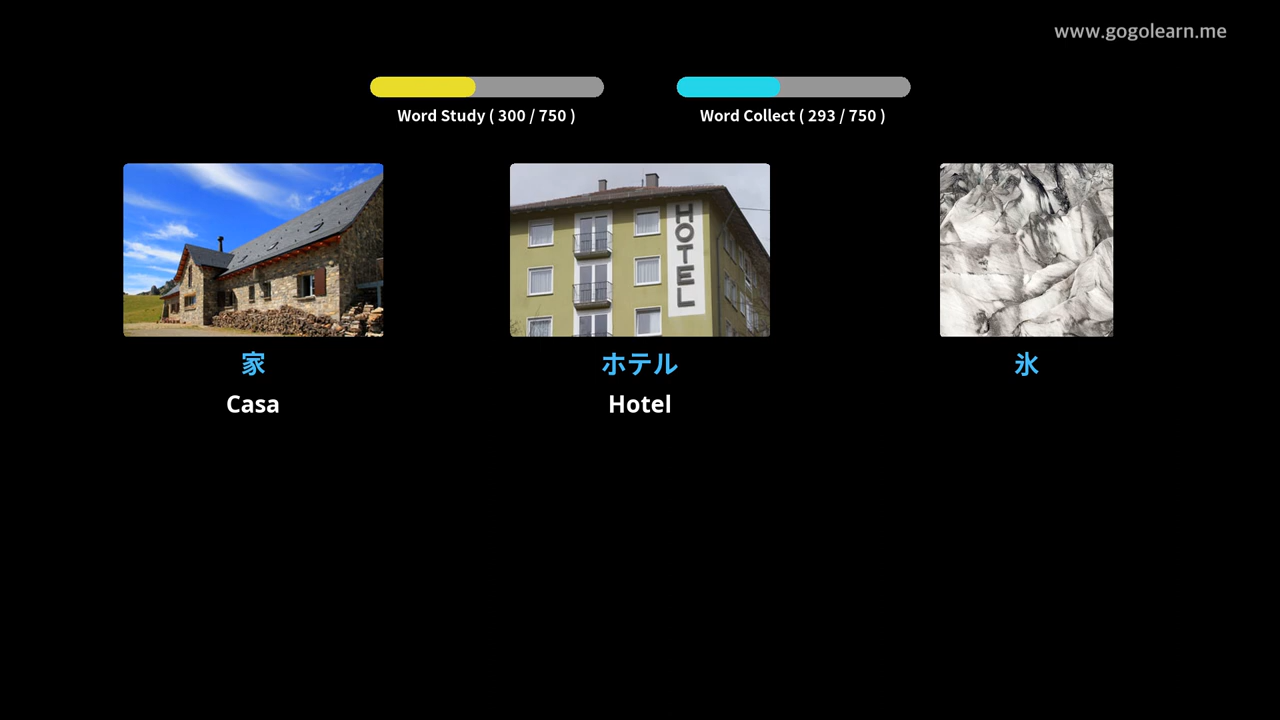 www.gogolearn.me
Word Study ( 300 / 750 )
Word Collect ( 293 / 750 )
HOTEL
家
ホテル
氷
Casa
Hotel